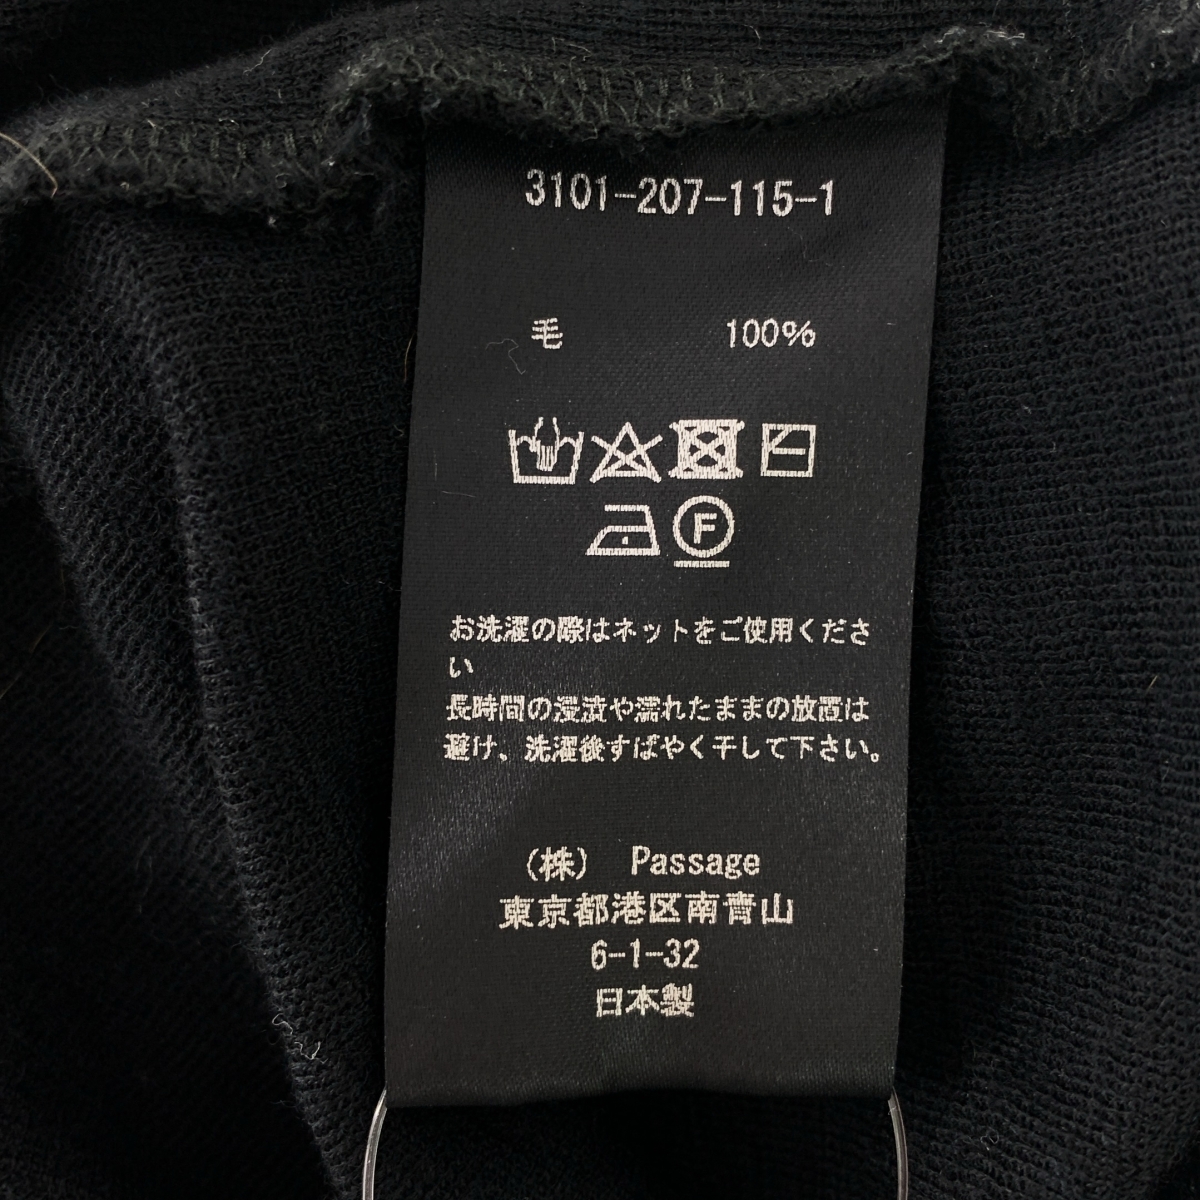 3101-207-115-1
毛 100%
F
お洗濯の際はネットをご使用くださ
い
長時間の浸漬や濡れたままの放置は
避け、洗濯後すばやく干して下さい。
(株) Passage
東京都港区南青山
6-1-32
日本製